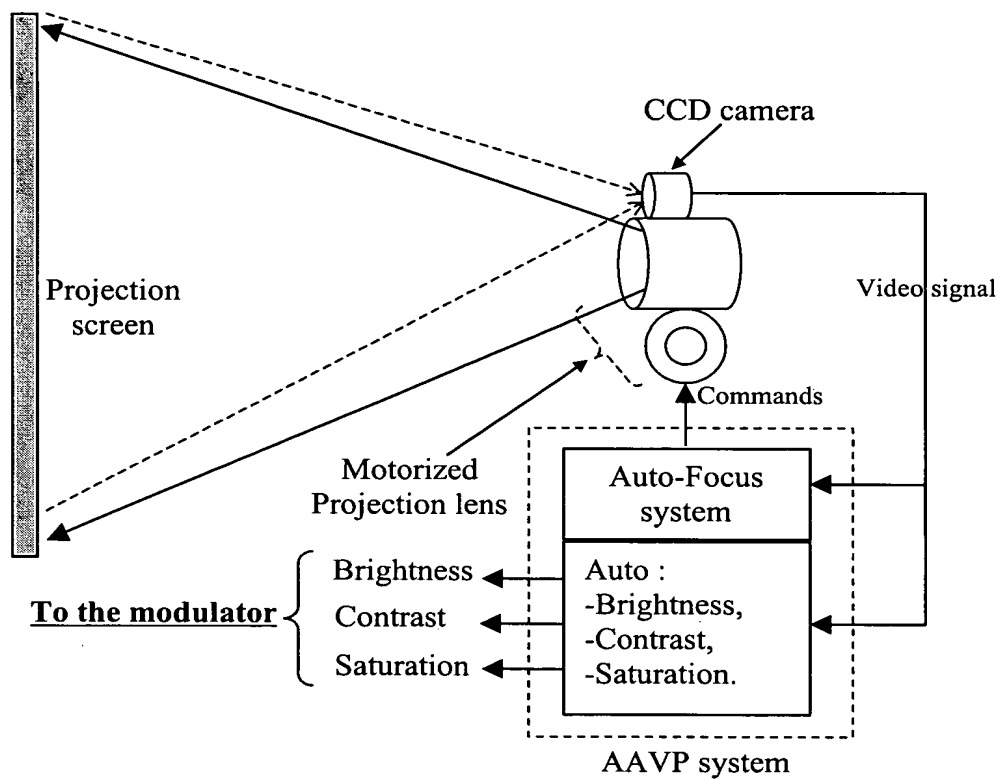 CCD camera
Projection
screen
Video signal
Commands
Motorized
Projection lens
Auto-Focus
system
Brightness
Contrast
Saturation
To the modulator
Auto :
-Brightness,
-Contrast,
-Saturation.
AAVP system